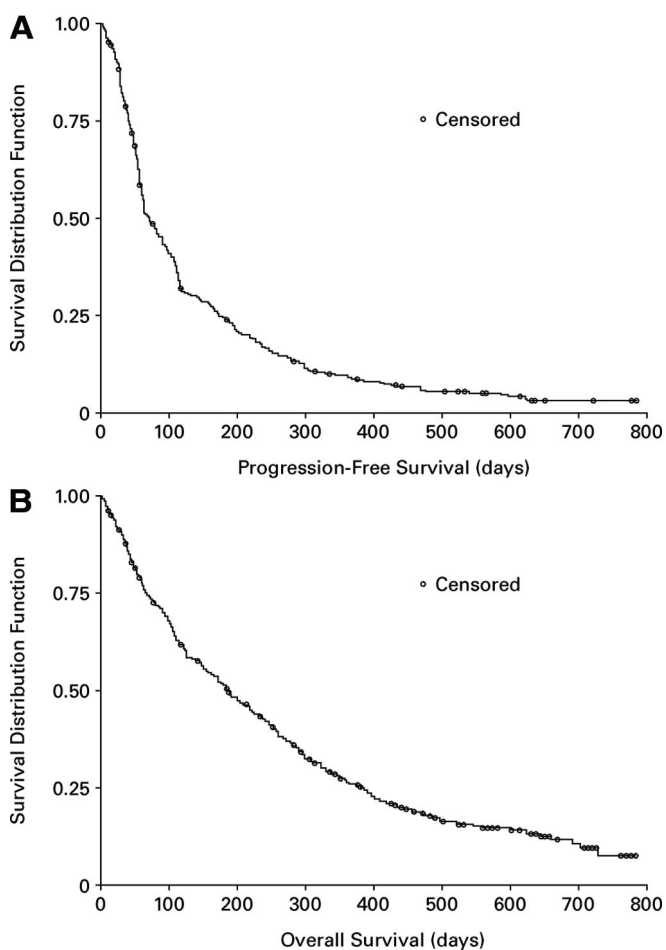 A
Survival Distribution Function
1.00
0.75
0.50
0.25
0
Censored
0 100 200 300 400 500 600 700 800
Progression-Free Survival (days)
B
Survival Distribution Function
1.00
0.75
0.50
0.25
0
Censored
0 100 200 300 400 500 600 700 800
Overall Survival (days)